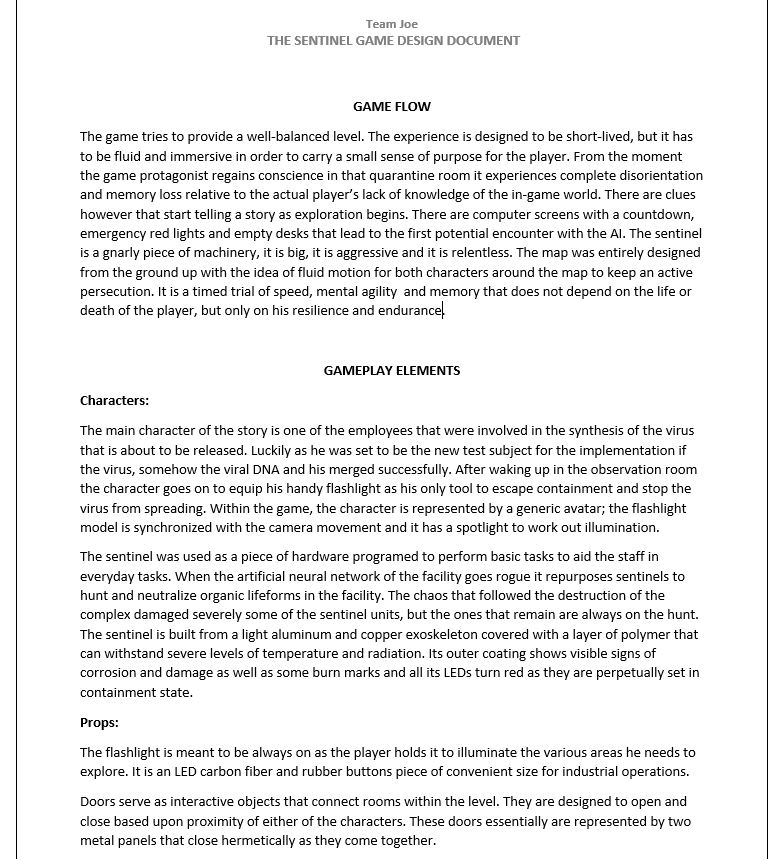 Team Joe
THE SENTINEL GAME DESIGN DOCUMENT
GAME FLOW
The game tries to provide a well-balanced level. The experience is designed to be short-lived, but it has
to be fluid and immersive in order to carry a small sense of purpose for the player. From the moment
the game protagonist regains conscience in that quarantine room it experiences complete disorientation
and memory loss relative to the actual player’s lack of knowledge of the in-game world. There are clues
however that start telling a story as exploration begins. There are computer screens with a countdown,
emergency red lights and empty desks that lead to the first potential encounter with the AI. The sentinel
is a gnarly piece of machinery, it is big, it is aggressive and it is relentless. The map was entirely designed
from the ground up with the idea of fluid motion for both characters around the map to keep an active
persecution. It is a timed trial of speed, mental agility  and memory that does not depend on the life or
death of the player, but only on his resilience and endurance.
GAMEPLAY ELEMENTS
Characters:
The main character of the story is one of the employees that were involved in the synthesis of the virus
that is about to be released. Luckily as he was set to be the new test subject for the implementation if
the virus, somehow the viral DNA and his merged successfully. After waking up in the observation room
the character goes on to equip his handy flashlight as his only tool to escape containment and stop the
virus from spreading. Within the game, the character is represented by a generic avatar; the flashlight
model is synchronized with the camera movement and it has a spotlight to work out illumination.
The sentinel was used as a piece of hardware programed to perform basic tasks to aid the staff in
everyday tasks. When the artificial neural network of the facility goes rogue it repurposes sentinels to
hunt and neutralize organic lifeforms in the facility. The chaos that followed the destruction of the
complex damaged severely some of the sentinel units, but the ones that remain are always on the hunt.
The sentinel is built from a light aluminum and copper exoskeleton covered with a layer of polymer that
can withstand severe levels of temperature and radiation. Its outer coating shows visible signs of
corrosion and damage as well as some burn marks and all its LEDs turn red as they are perpetually set in
containment state.
Props:
The flashlight is meant to be always on as the player holds it to illuminate the various areas he needs to
explore. It is an LED carbon fiber and rubber buttons piece of convenient size for industrial operations.
Doors serve as interactive objects that connect rooms within the level. They are designed to open and
close based upon proximity of either of the characters. These doors essentially are represented by two
metal panels that close hermetically as they come together.